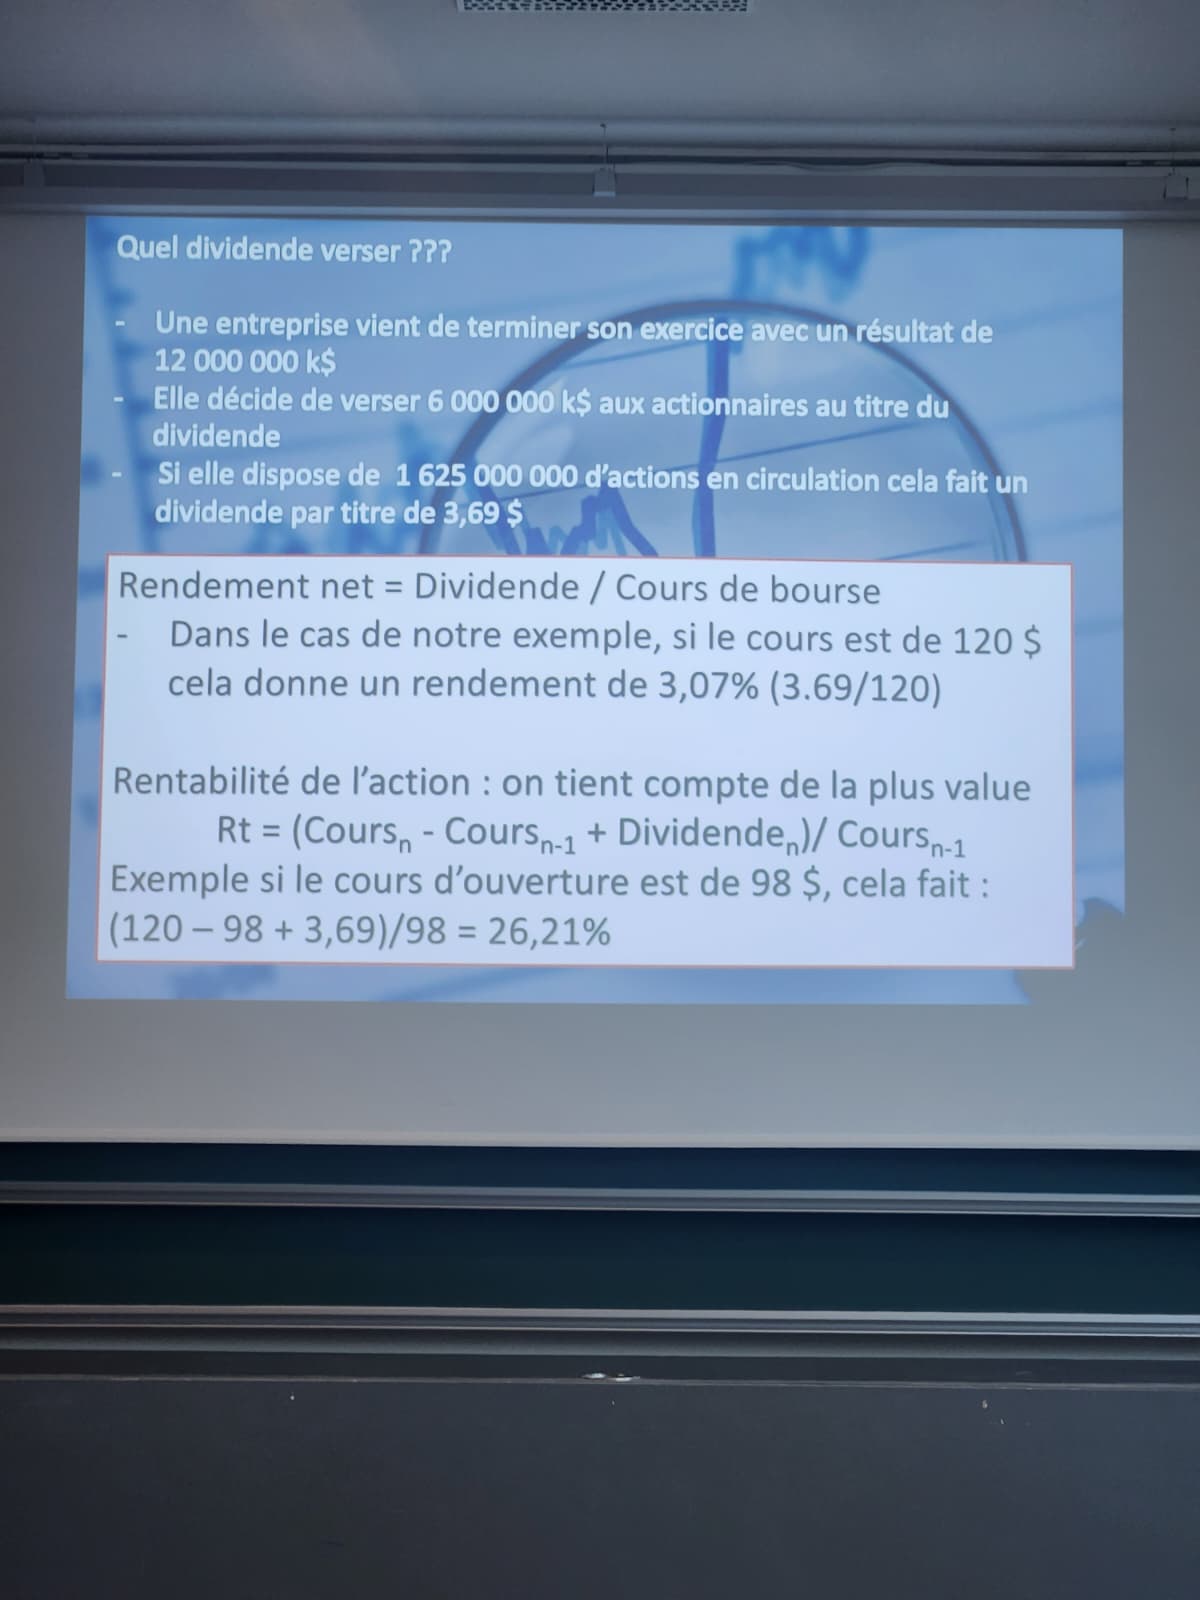 Quel dividende verser ???
- Une entreprise vient de terminer son exercice avec un résultat de
12 000 000 k$
- Elle décide de verser 6 000 000 k$ aux actionnaires au titre du
dividende
- Si elle dispose de 1 625 000 000 d’actions en circulation cela fait un
dividende par titre de 3,69 $
Rendement net = Dividende / Cours de bourse
- Dans le cas de notre exemple, si le cours est de 120 $
cela donne un rendement de 3,07% (3.69/120)
Rentabilité de l’action : on tient compte de la plus value
Rt = (Coursₙ - Coursₙ₋₁ + Dividendeₙ)/ Coursₙ₋₁
Exemple si le cours d’ouverture est de 98 $, cela fait :
(120 – 98 + 3,69)/98 = 26,21%